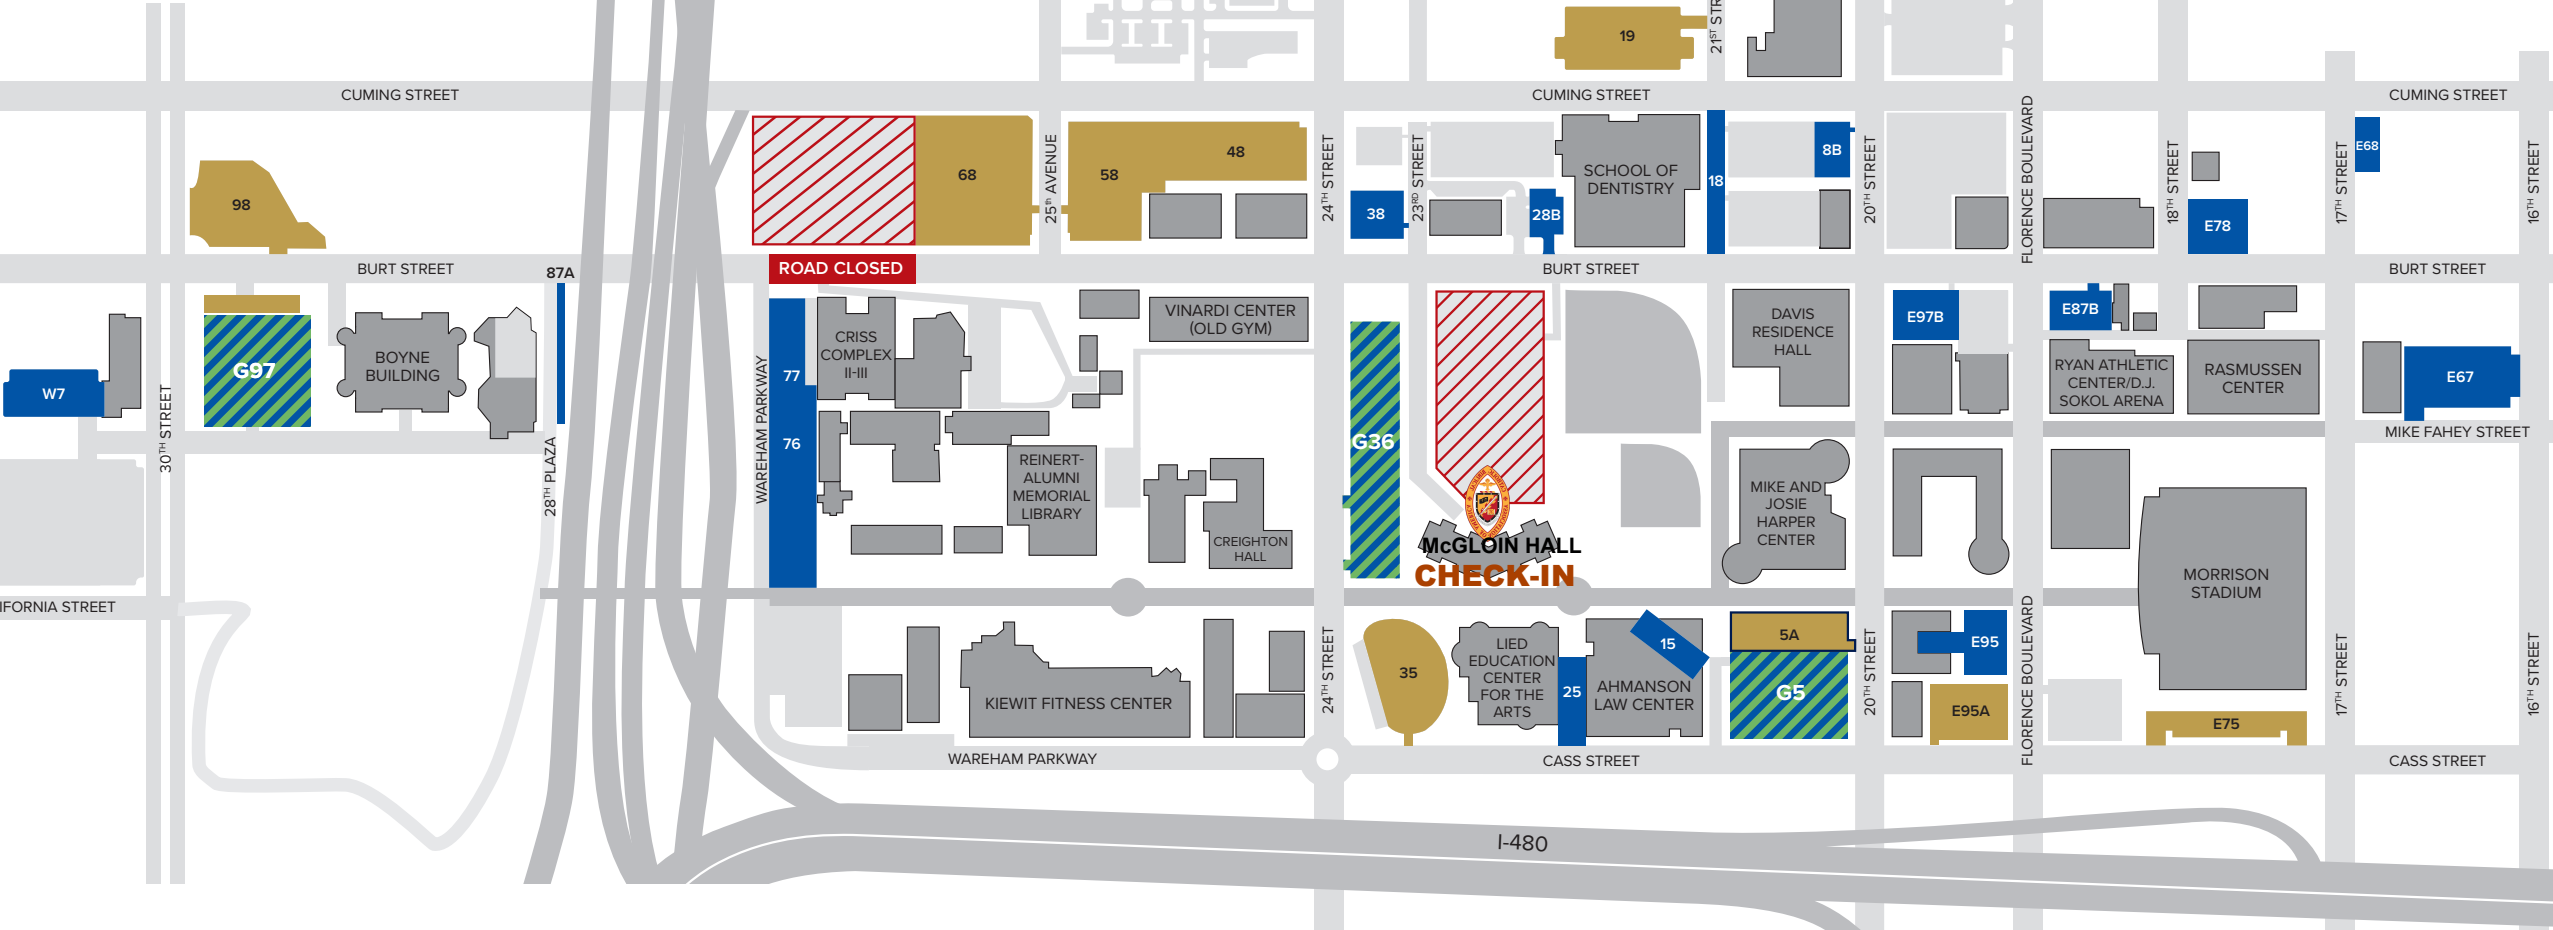 19
21ST STR
CUMING STREET
CUMING STREET
CUMING STREET
98
68
25th AVENUE
58
48
24TH STREET
38
23RD STREET
28B
SCHOOL OF
DENTISTRY
18
8B
20TH STREET
FLORENCE BOULEVARD
18TH STREET
E78
17TH STREET
E68
16TH STREET
BURT STREET
87A
ROAD CLOSED
BURT STREET
BURT STREET
W7
30TH STREET
G97
BOYNE
BUILDING
28TH PLAZA
WAREHAM PARKWAY
77
76
CRISS
COMPLEX
II-III
VINARDI CENTER
(OLD GYM)
REINERT-
ALUMNI
MEMORIAL
LIBRARY
CREIGHTON
HALL
G36
McGLOIN HALL
CHECK-IN
DAVIS
RESIDENCE
HALL
MIKE AND
JOSIE
HARPER
CENTER
E97B
E87B
RYAN ATHLETIC
CENTER/D.J.
SOKOL ARENA
RASMUSSEN
CENTER
E67
MIKE FAHEY STREET
MORRISON
STADIUM
IFORNIA STREET
KIEWIT FITNESS CENTER
24TH STREET
35
LIED
EDUCATION
CENTER
FOR THE
ARTS
25
15
AHMANSON
LAW CENTER
5A
G5
20TH STREET
E95
E95A
FLORENCE BOULEVARD
E75
17TH STREET
16TH STREET
WAREHAM PARKWAY
CASS STREET
CASS STREET
I-480